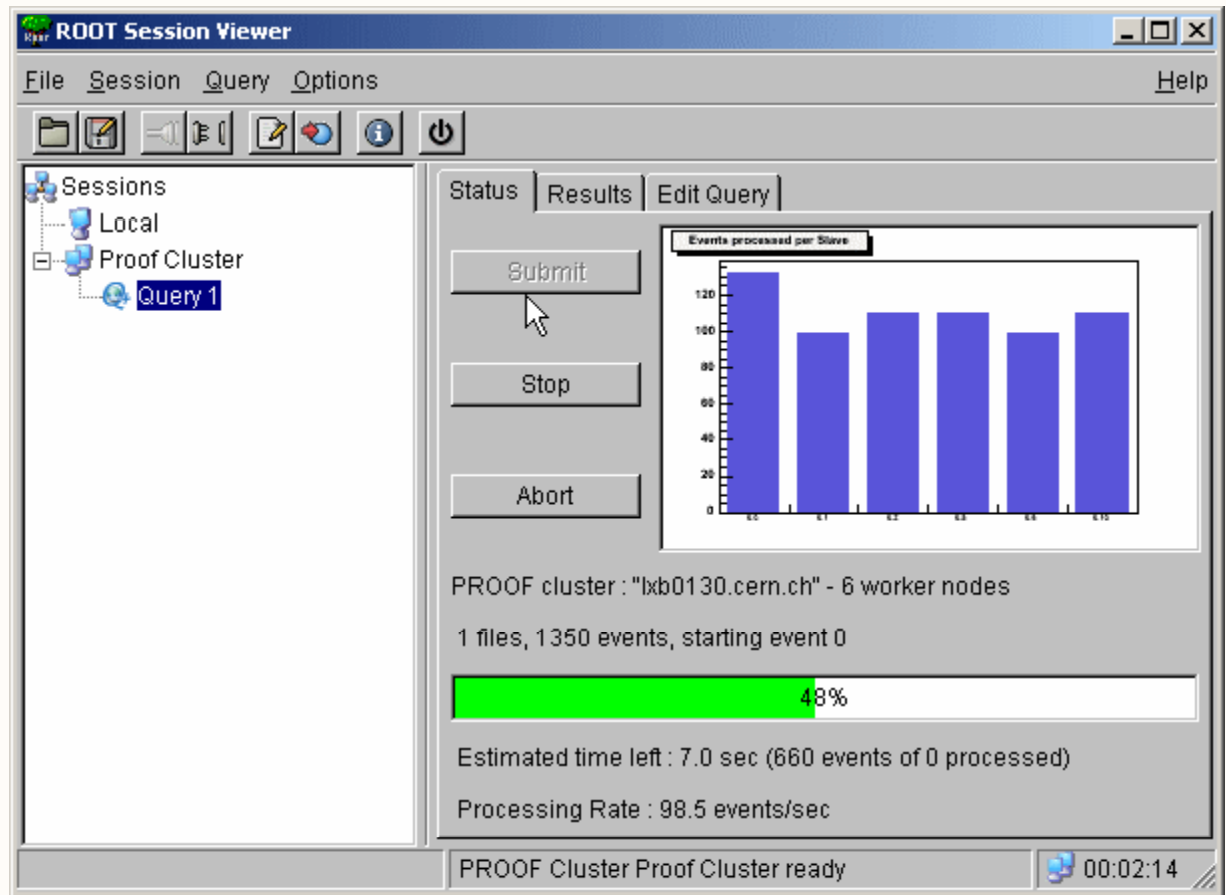 ROOT Session Viewer
File Session Query Options Help
Sessions
Local
Proof Cluster
Query 1
Status Results Edit Query
Submit
Stop
Abort
Events processed per Slave
120
100
80
60
40
20
0
PROOF cluster : "lxb0130.cern.ch" - 6 worker nodes
1 files, 1350 events, starting event 0
48%
Estimated time left : 7.0 sec (660 events of 0 processed)
Processing Rate : 98.5 events/sec
PROOF Cluster Proof Cluster ready
00:02:14